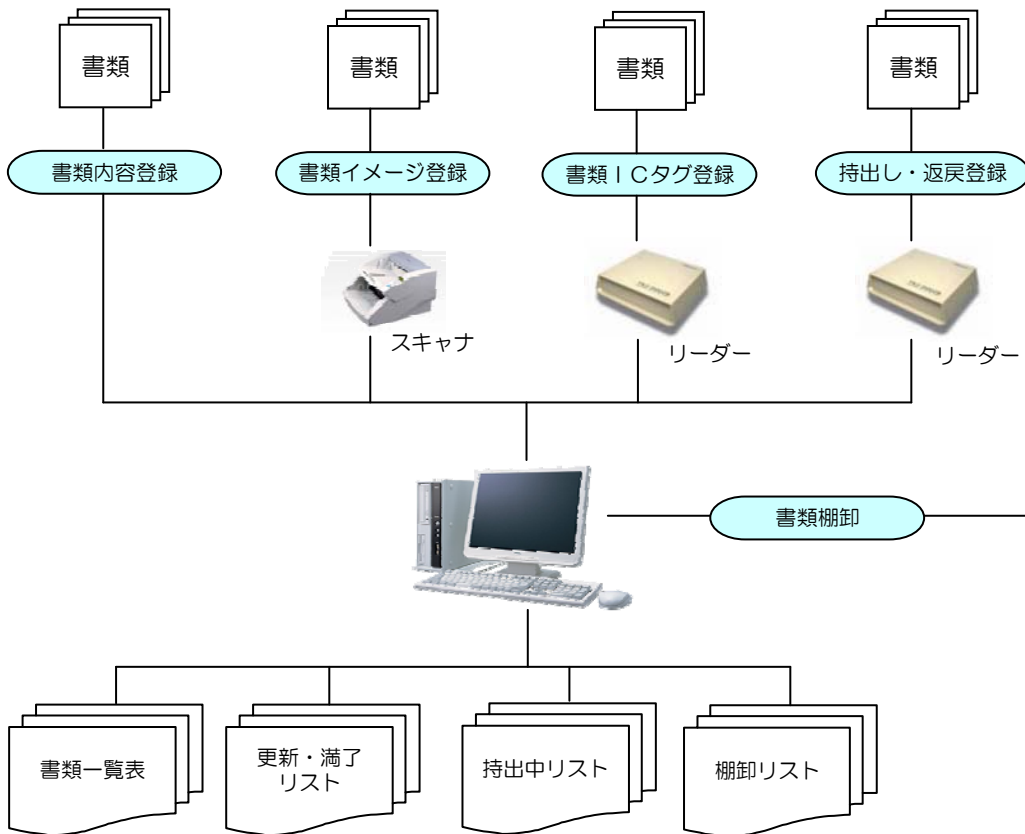 書類
書類
書類
書類
書類内容登録
書類イメージ登録
書類ICタグ登録
持出し・返戻登録
スキャナ
リーダー
リーダー
書類棚卸
書類一覧表
更新・満了
リスト
持出中リスト
棚卸リスト